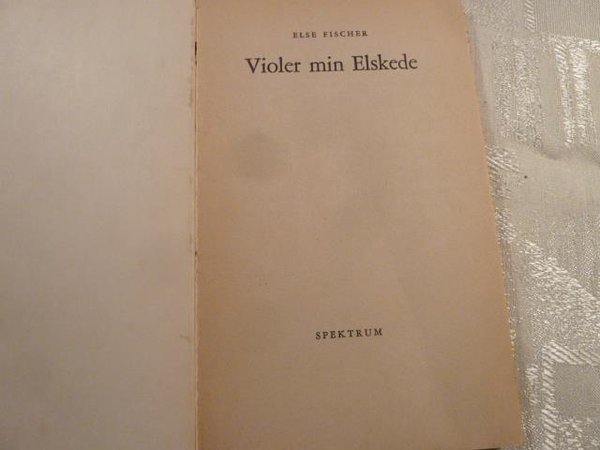 ELSE FISCHER
Violer min Elskede
SPEKTRUM